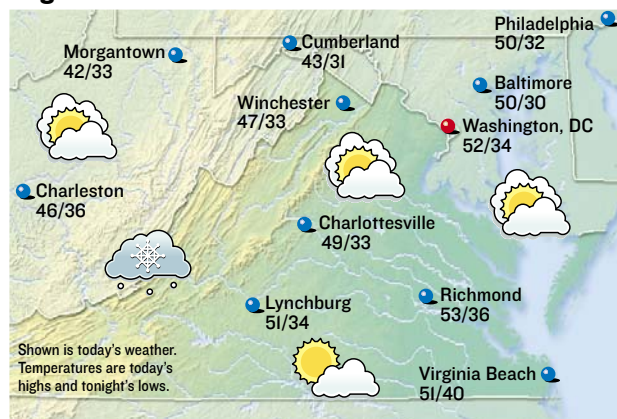 Philadelphia
50/32
Morgantown
42/33
Cumberland
43/31
Baltimore
50/30
Winchester
47/33
Washington, DC
52/34
Charleston
46/36
Charlottesville
49/33
Lynchburg
51/34
Richmond
53/36
Shown is today's weather.
Temperatures are today's
highs and tonight's lows.
Virginia Beach
51/40